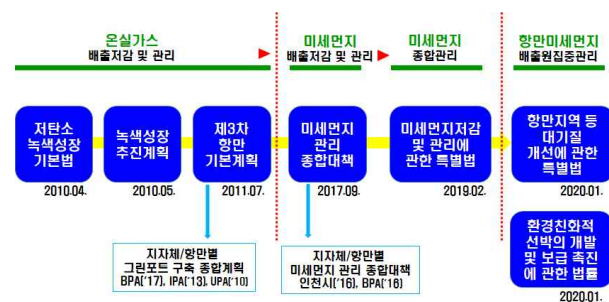 온실가스
배출저감 및 관리
미세먼지
배출저감 및 관리
미세먼지
종합관리
항만미세먼지
배출원집중관리
저탄소
녹색성장
기본법
2010.04.
녹색성장
추진계획
2010.05.
제3차
항만
기본계획
2011.07.
미세먼지
관리
종합대책
2017.09.
미세먼지저감
및 관리에
관한 특별법
2019.02.
항만지역 등
대기질
개선에 관한
특별법
2020.01.
지자체/항만별
그린포트 구축 종합계획
BPA('17), IPA('13), UPA('10)
지자체/항만별
미세먼지 관리 종합대책
인천시('16), BPA('16)
환경친화적
선박의 개발
및 보급 촉진
에 관한 법률
2020.01.